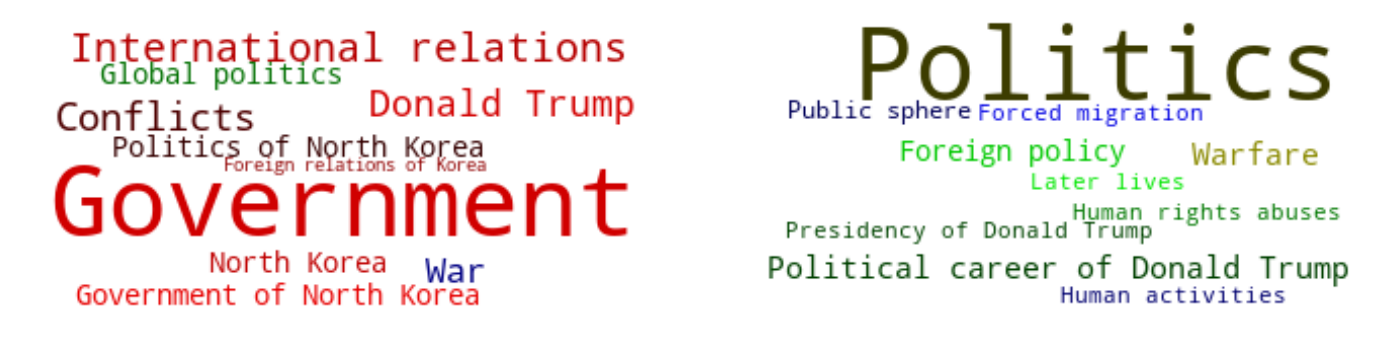 International relations
Global politics
Donald Trump
Conflicts
Politics of North Korea
Foreign relations of Korea
Government
North Korea
War
Government of North Korea
Politics
Public sphere
Forced migration
Foreign policy
Warfare
Later lives
Human rights abuses
Presidency of Donald Trump
Political career of Donald Trump
Human activities